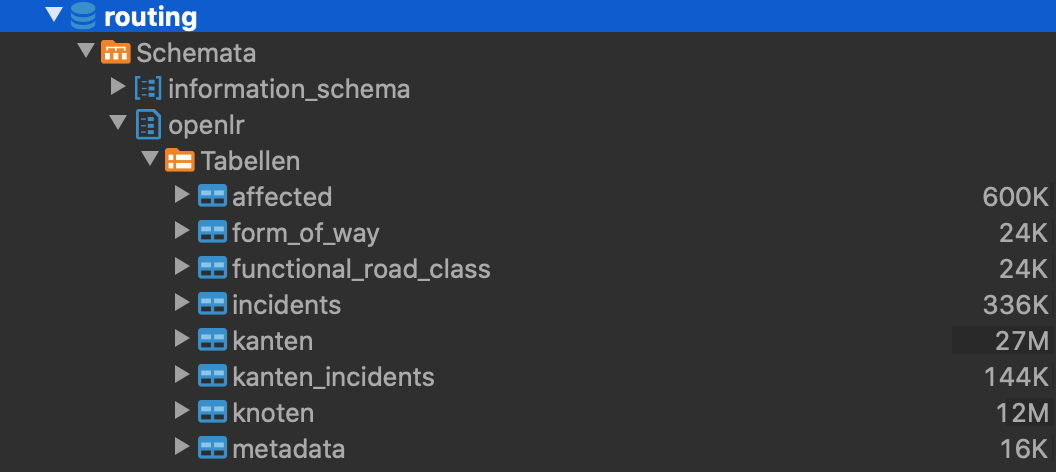 routing
Schemata
information_schema
openlr
Tabellen
affected 600K
form_of_way 24K
functional_road_class 24K
incidents 336K
kanten 27M
kanten_incidents 144K
knoten 12M
metadata 16K